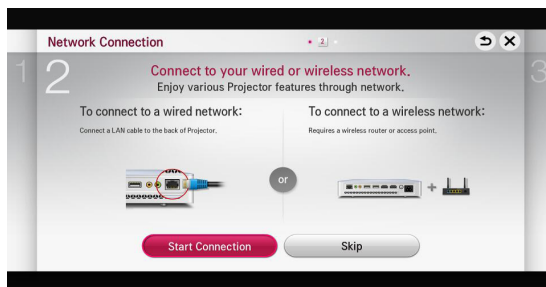 Network Connection
2
1
2
3
Connect to your wired or wireless network.
Enjoy various Projector features through network.
To connect to a wired network:
Connect a LAN cable to the back of Projector.
To connect to a wireless network:
Requires a wireless router or access point.
or
+
Start Connection
Skip